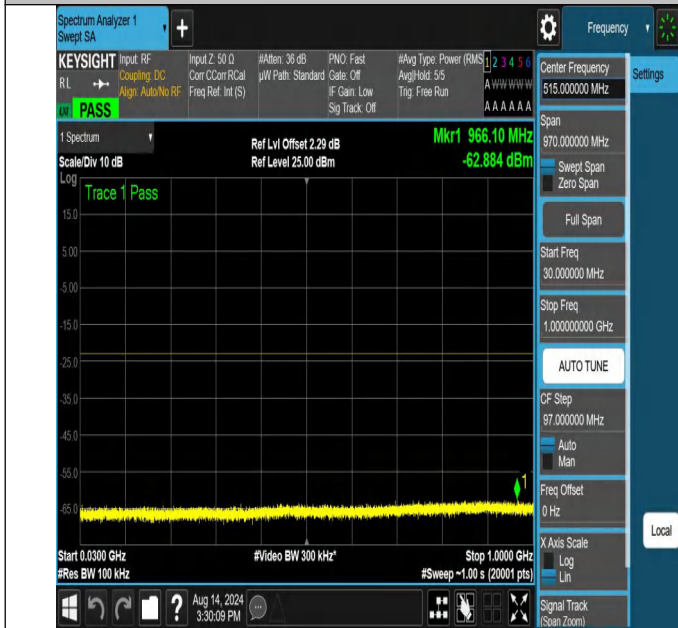 Spectrum Analyzer 1
Swept SA
Frequency
KEYSIGHT
RL
LXI
PASS
Input: RF
Coupling: DC
Align: Auto/No RF
Input Z: 50 Ω
Corr CCorr RCal
Freq Ref: Int (S)
#Atten: 36 dB
µW Path: Standard
PNO: Fast
Gate: Off
IF Gain: Low
Sig Track: Off
#Avg Type: Power (RMS
Avg|Hold: 5/5
Trig: Free Run
1 2 3 4 5 6
A W W W W W
A A A A A A
1 Spectrum
Scale/Div 10 dB
Log
Ref Lvl Offset 2.29 dB
Ref Level 25.00 dBm
Mkr1 966.10 MHz
-62.884 dBm
Trace 1 Pass
15.0
5.00
-5.00
-15.0
-25.0
-35.0
-45.0
-55.0
-65.0
1
Start 0.0300 GHz
#Res BW 100 kHz
#Video BW 300 kHz*
Stop 1.0000 GHz
#Sweep ~1.00 s (20001 pts)
Center Frequency
515.000000 MHz
Settings
Span
970.000000 MHz
Swept Span
Zero Span
Full Span
Start Freq
30.000000 MHz
Stop Freq
1.000000000 GHz
AUTO TUNE
CF Step
97.000000 MHz
Auto
Man
Freq Offset
0 Hz
X Axis Scale
Log
Lin
Local
Signal Track
(Span Zoom)
?
Aug 14, 2024
3:30:09 PM